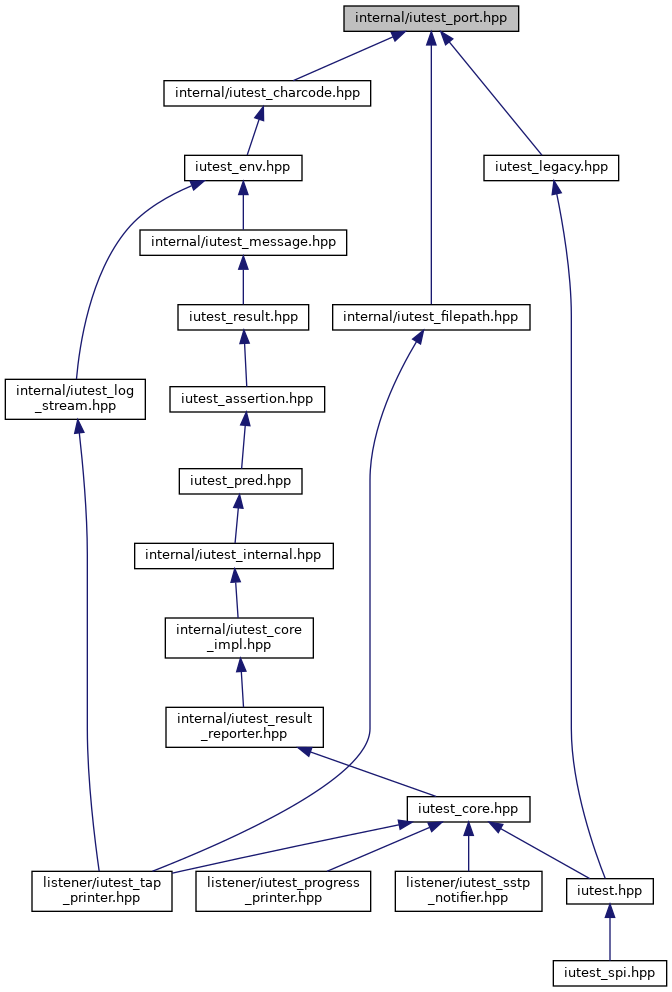 internal/iutest_port.hpp
internal/iutest_charcode.hpp
iutest_env.hpp
iutest_legacy.hpp
internal/iutest_message.hpp
iutest_result.hpp
internal/iutest_filepath.hpp
internal/iutest_log
_stream.hpp
iutest_assertion.hpp
iutest_pred.hpp
internal/iutest_internal.hpp
internal/iutest_core
_impl.hpp
internal/iutest_result
_reporter.hpp
iutest_core.hpp
listener/iutest_tap
_printer.hpp
listener/iutest_progress
_printer.hpp
listener/iutest_sstp
_notifier.hpp
iutest.hpp
iutest_spi.hpp